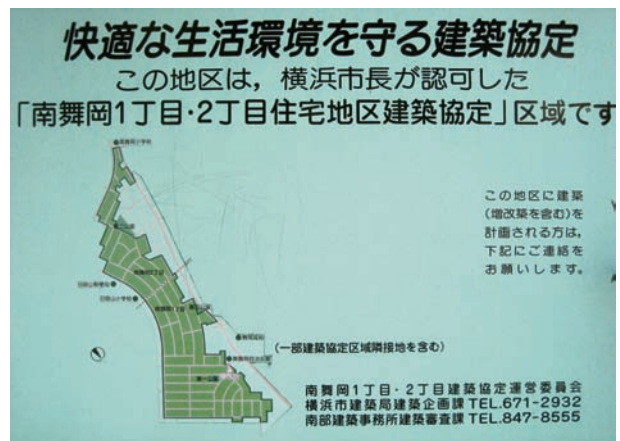 快適な生活環境を守る建築協定
この地区は，横浜市長が認可した
「南舞岡1丁目·2丁目住宅地区建築協定」区域です
この地区に建築
(増改築を含む)を
計画される方は,
下記にご連絡を
お願いします。
(一部建築協定区域隣接地を含む)
南舞岡1丁目·2丁目建築協定運営委員会
横浜市建築局建築企画課 TEL.671-2932
南部建築事務所建築審査課 TEL.847-8555